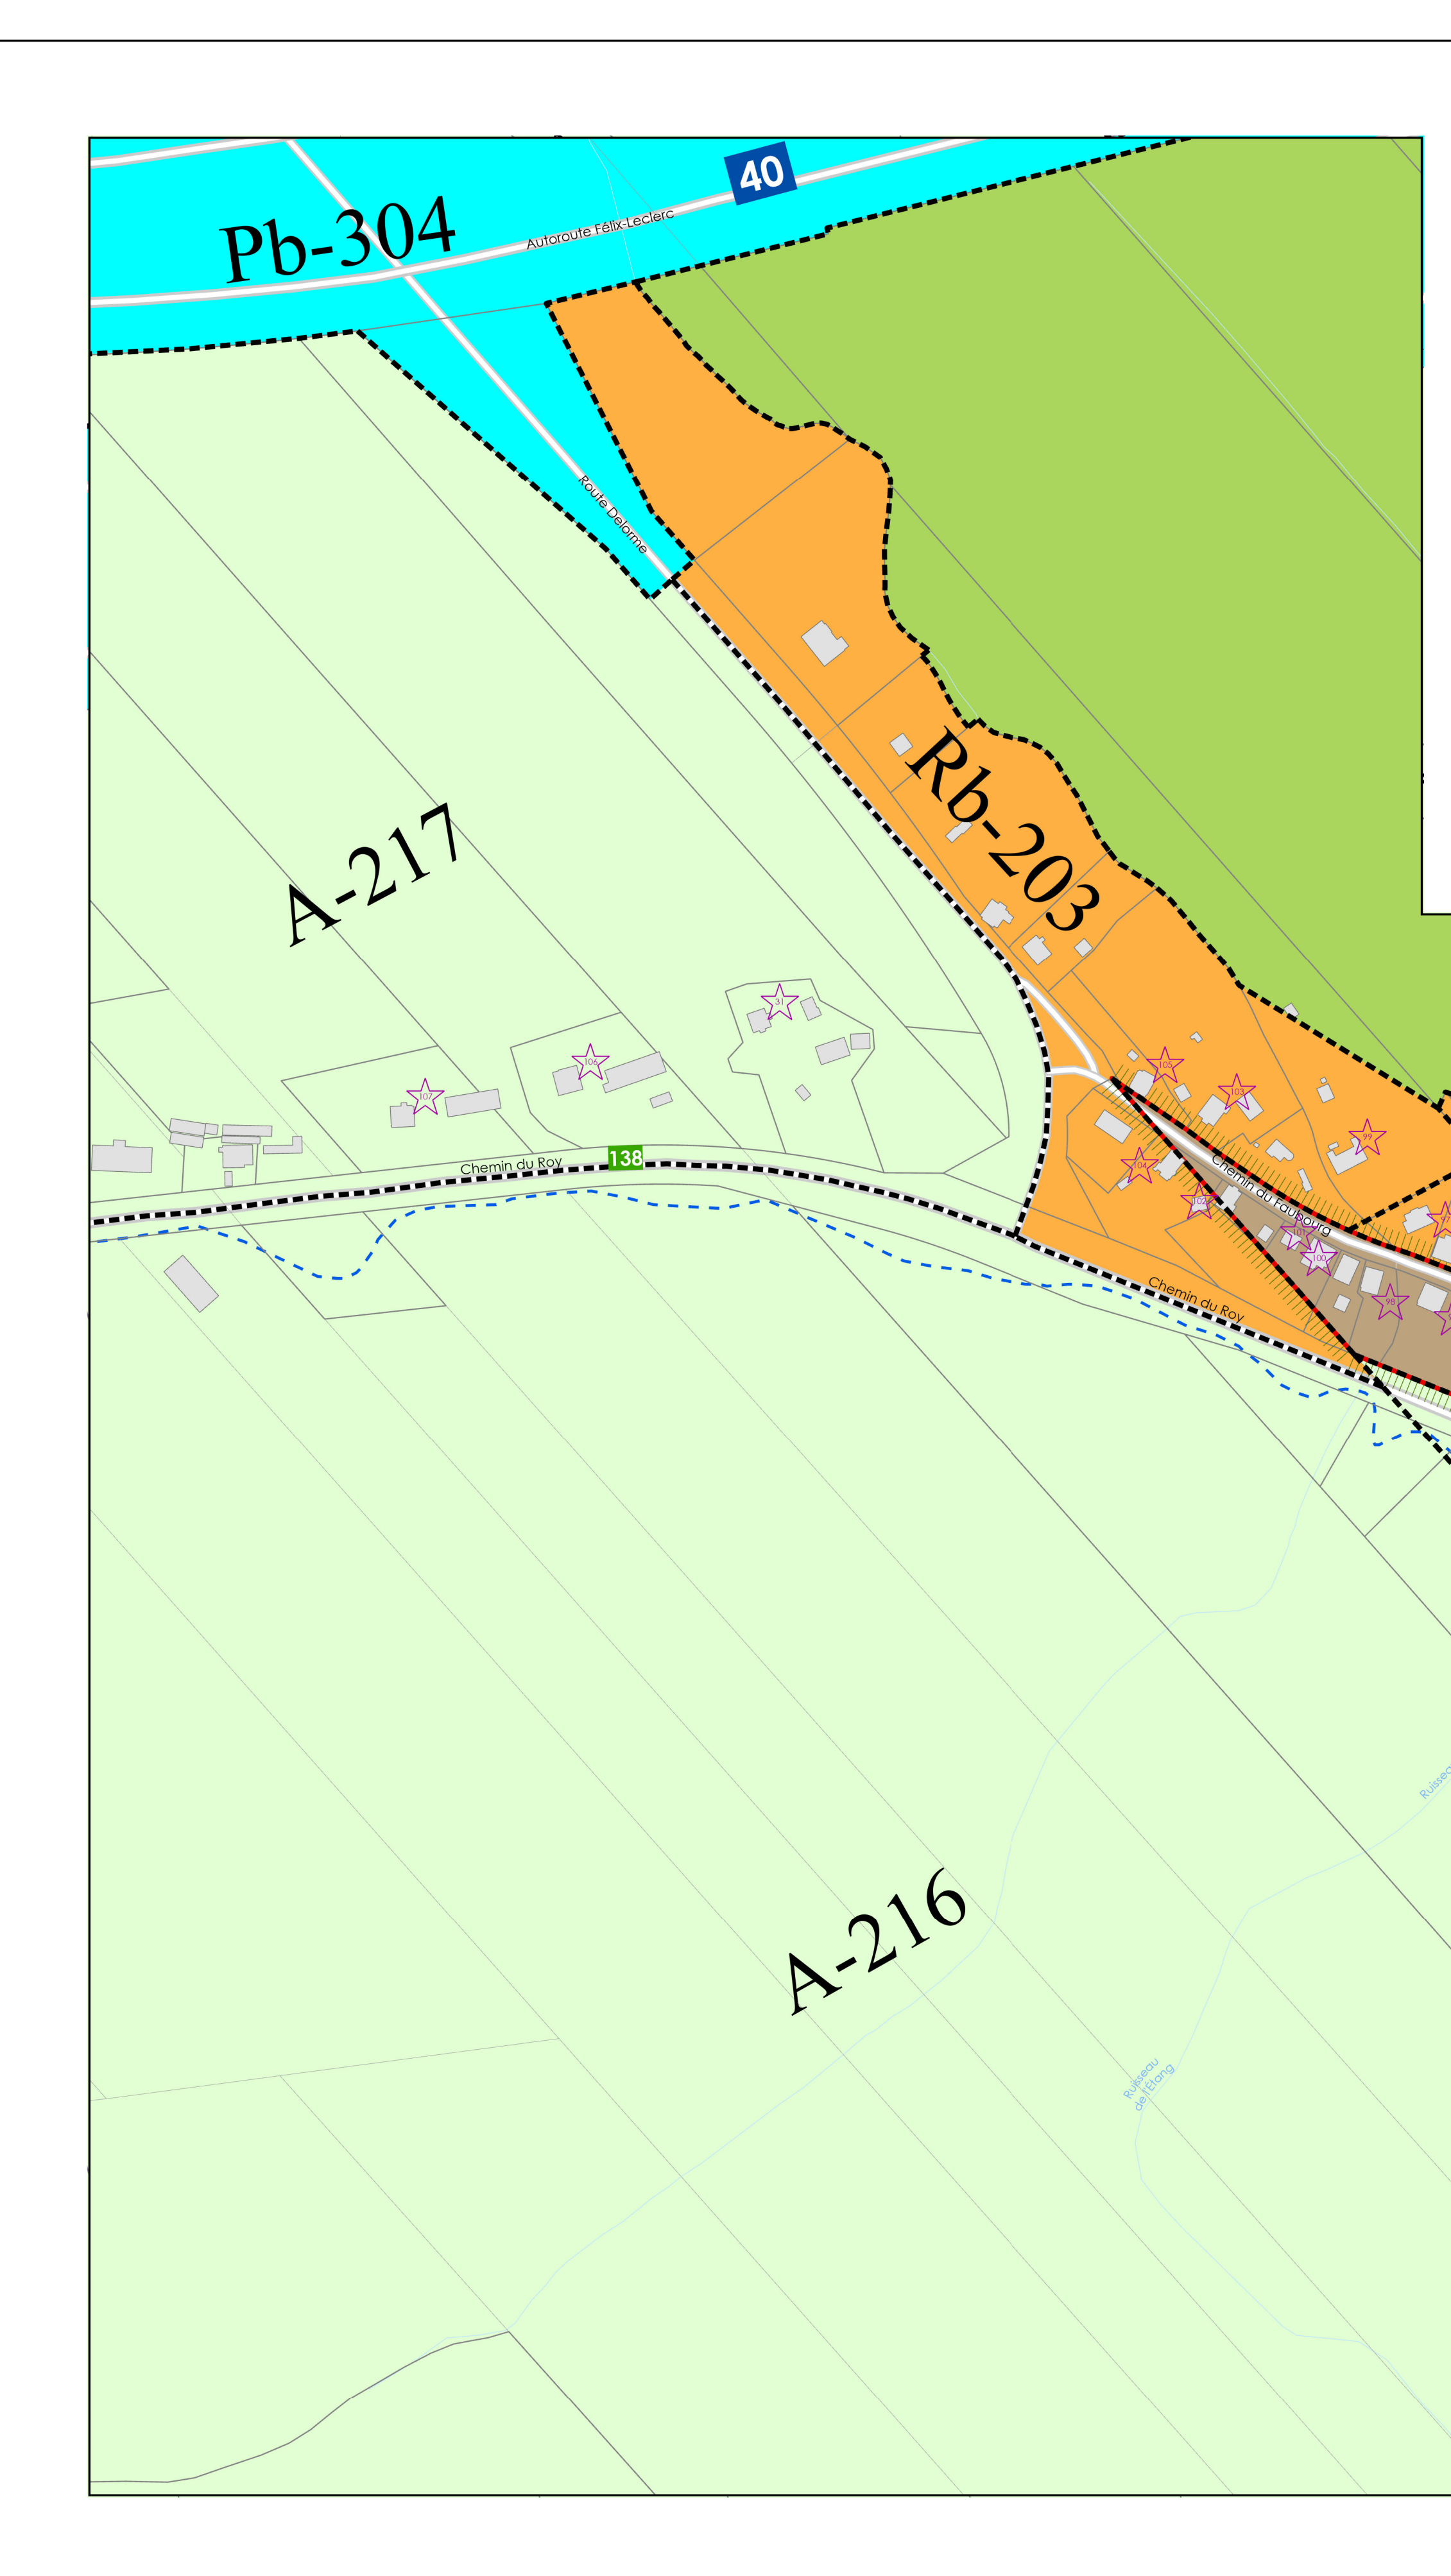 40
Autoroute Félix-Leclerc
Pb-304
Route Delorme
Rb-203
A-217
31
106
107
105
103
99
104
102
101
100
98
138
Chemin du Roy
Chemin du Faubourg
Chemin du Roy
A-216
Ruisseau
de l'Étang